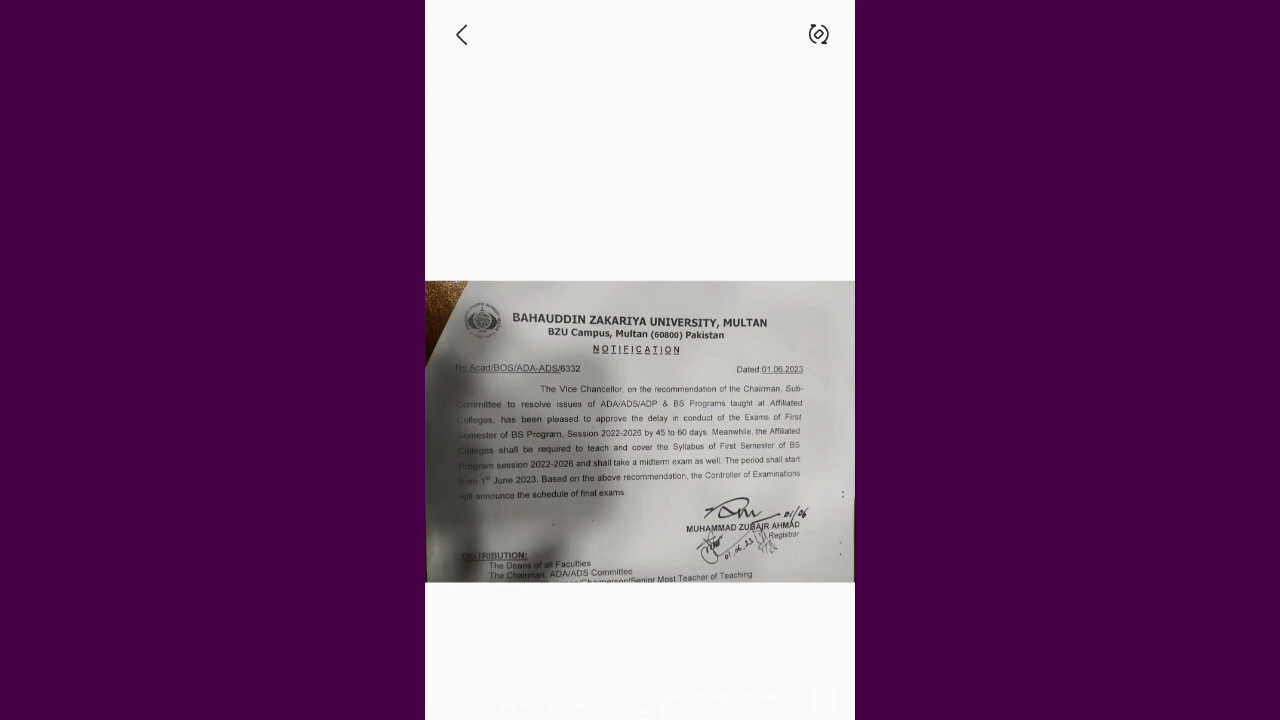 BAHAUDDIN ZAKARIYA UNIVERSITY, MULTAN
BZU Campus, Multan (60800) Pakistan
NOTIFICATION
No.Acad/BOS/ADA-ADS/6332 Dated:01.06.2023
The Vice Chancellor, on the recommendation of the Chairman, Sub-
Committee to resolve issues of ADA/ADS/ADP & BS Programs taught at Affiliated
Colleges, has been pleased to approve the delay in conduct of the Exams of First
Semester of BS Program, Session 2022-2026 by 45 to 60 days. Meanwhile, the Affiliated
Colleges shall be required to teach and cover the Syllabus of First Semester of BS
Program session 2022-2026 and shall take a midterm exam as well. The period shall start
from 1st June 2023. Based on the above recommendation, the Controller of Examinations
will announce the schedule of final exams.
01/06
MUHAMMAD ZUBAIR AHMAD
Registrar
01.06.23
DISTRIBUTION:
The Deans of all Faculties
The Chairman, ADA/ADS Committee
/Chairperson/Senior Most Teacher of Teaching